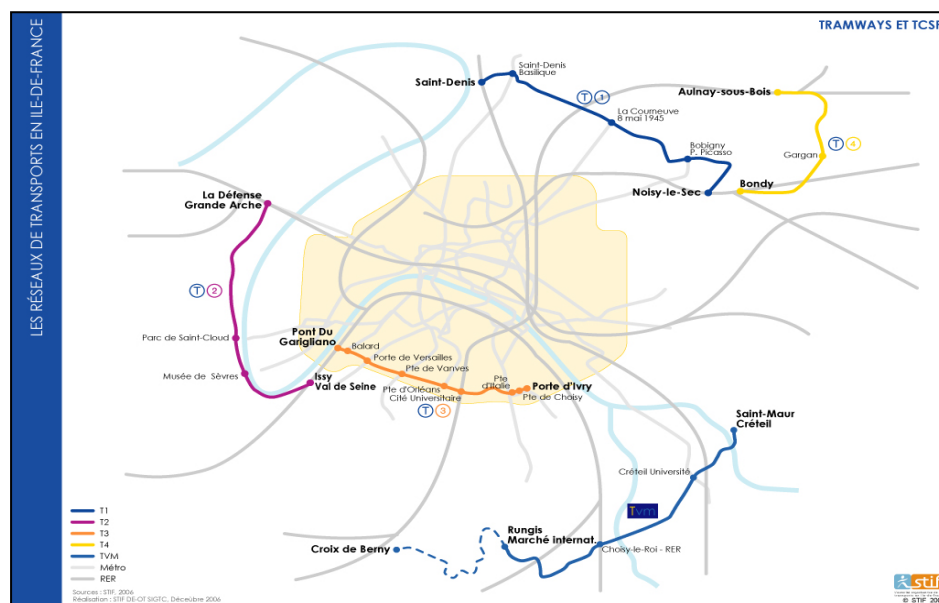 LES RÉSEAUX DE TRANSPORTS EN ILE-DE-FRANCE
TRAMWAYS ET TCSP
Saint-Denis
Saint-Denis
Basilique
T 1
La Courneuve
8 mai 1945
Bobigny
P. Picasso
Noisy-le-Sec
Aulnay-sous-Bois
Gargan
T 4
Bondy
La Défense
Grande Arche
T 2
Parc de Saint-Cloud
Musée de Sèvres
Issy
Val de Seine
Pont Du
Garigliano
Balard
Porte de Versailles
Pte de Vanves
Pte d'Orléans
Cité Universitaire
T 3
Pte
d'Italie
Porte d'Ivry
Pte de Choisy
Saint-Maur
Créteil
Créteil Université
Tvm
Rungis
Marché internat.
Choisy-le-Roi - RER
Croix de Berny
T1
T2
T3
T4
TVM
Métro
RER
Sources : STIF, 2006
Réalisation : STIF DE-OT SIGTC, Déceübre 2006
stif
© STIF 200